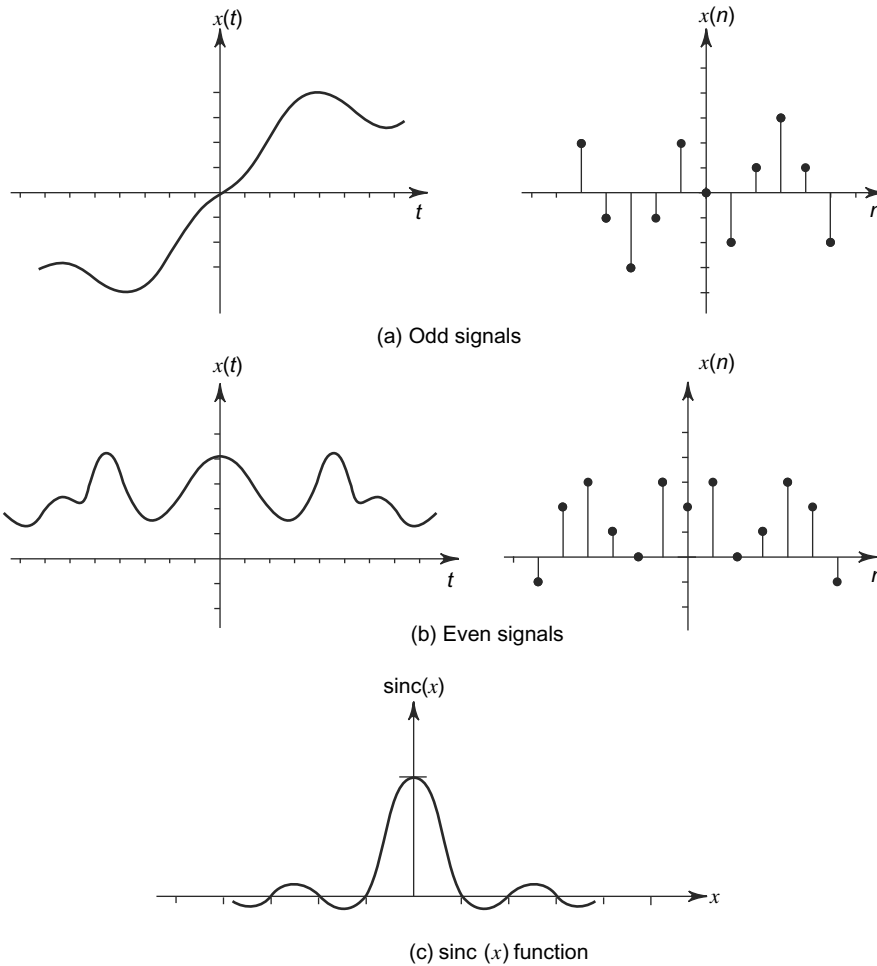 x(t)
x(n)
t
(a) Odd signals
x(t)
x(n)
t
(b) Even signals
sinc(x)
x
(c) sinc (x) function